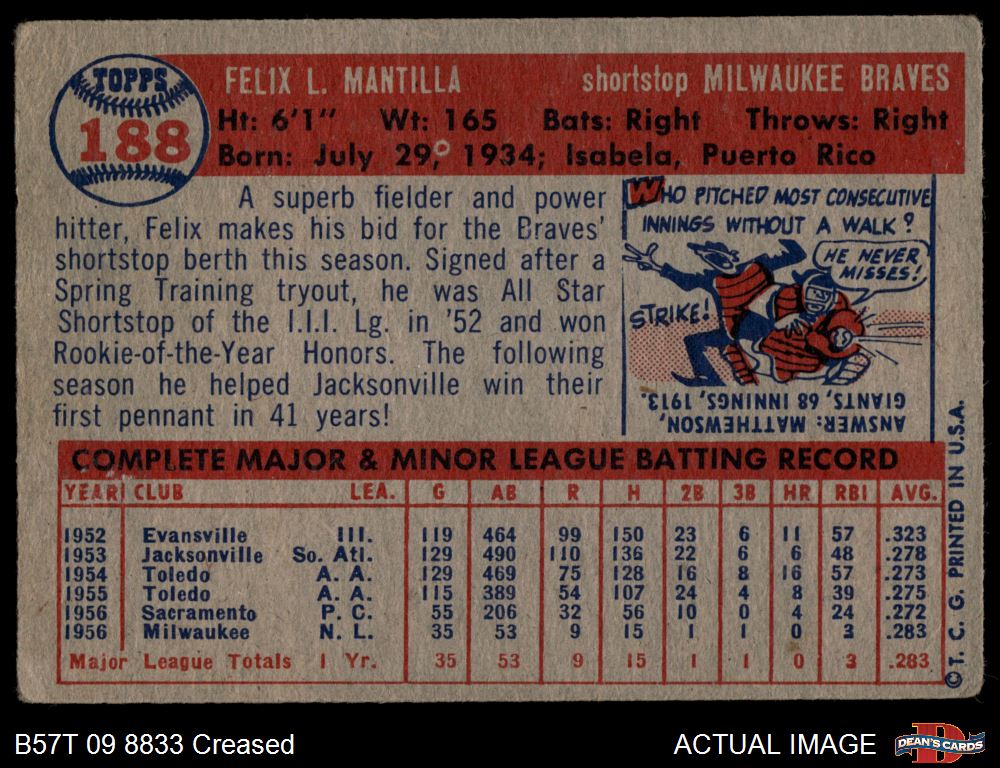 TOPPS
188
FELIX L. MANTILLA shortstop MILWAUKEE BRAVES
Ht: 6'1" Wt: 165 Bats: Right Throws: Right
Born: July 29, 1934; Isabela, Puerto Rico
A superb fielder and power
hitter, Felix makes his bid for the Braves'
shortstop berth this season. Signed after a
Spring Training tryout, he was All Star
Shortstop of the I.I.I. Lg. in '52 and won
Rookie-of-the-Year Honors. The following
season he helped Jacksonville win their
first pennant in 41 years!
WHO PITCHED MOST CONSECUTIVE
INNINGS WITHOUT A WALK?
HE NEVER
MISSES!
STRIKE!
ANSWER: MATTHEWSON,
GIANTS, 68 INNINGS, 1913.
COMPLETE MAJOR & MINOR LEAGUE BATTING RECORD
YEAR CLUB LEA. G AB R H 2B 3B HR RBI AVG.
1952 Evansville III. 119 464 99 150 23 6 11 57 .323
1953 Jacksonville So. Atl. 129 490 110 136 22 6 6 48 .278
1954 Toledo A. A. 129 469 75 128 16 8 16 57 .273
1955 Toledo A. A. 115 389 54 107 24 4 8 39 .275
1956 Sacramento P. C. 55 206 32 56 10 0 4 24 .272
1956 Milwaukee N. L. 35 53 9 15 1 1 0 3 .283
Major League Totals 1 Yr. 35 53 9 15 1 1 0 3 .283
© T. C. G. PRINTED IN U.S.A.
B57T 09 8833 Creased
ACTUAL IMAGE
D
DEAN'S CARDS